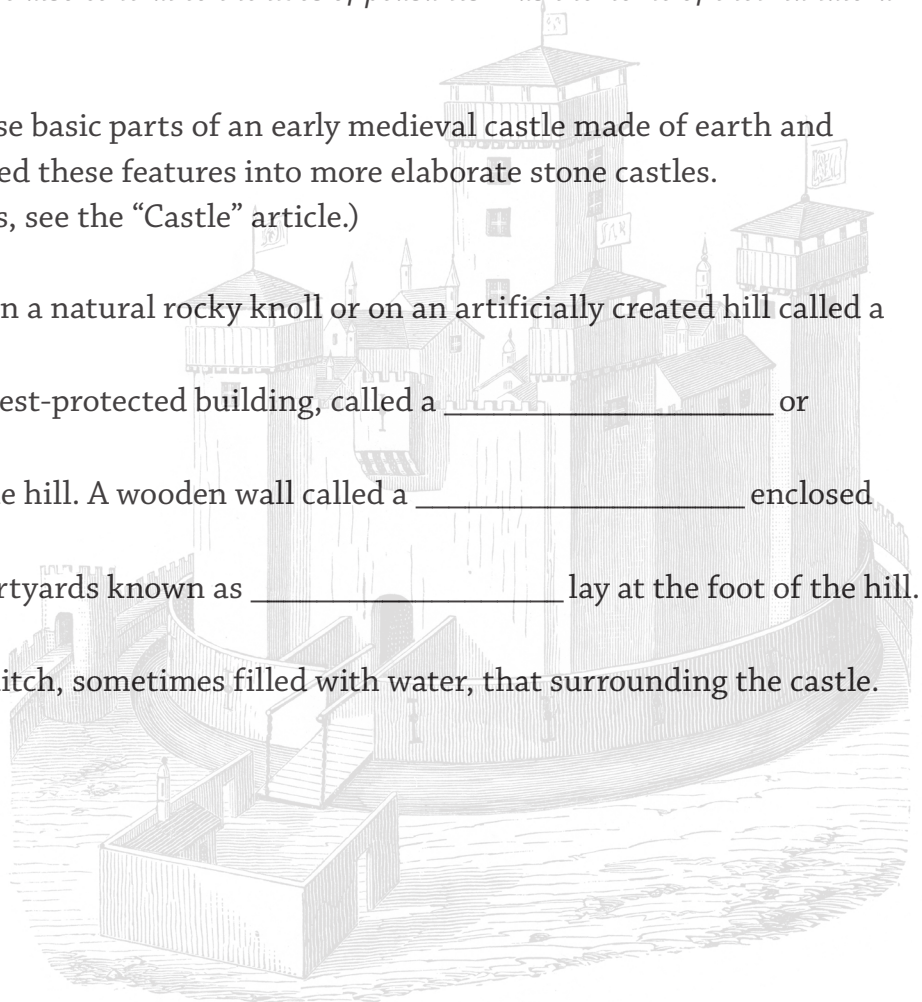 se basic parts of an early medieval castle made of earth and
ed these features into more elaborate stone castles.
s, see the “Castle” article.)
n a natural rocky knoll or on an artificially created hill called a
est-protected building, called a ____________________ or
e hill. A wooden wall called a ____________________ enclosed
rtyards known as ____________________ lay at the foot of the hill.
itch, sometimes filled with water, that surrounding the castle.